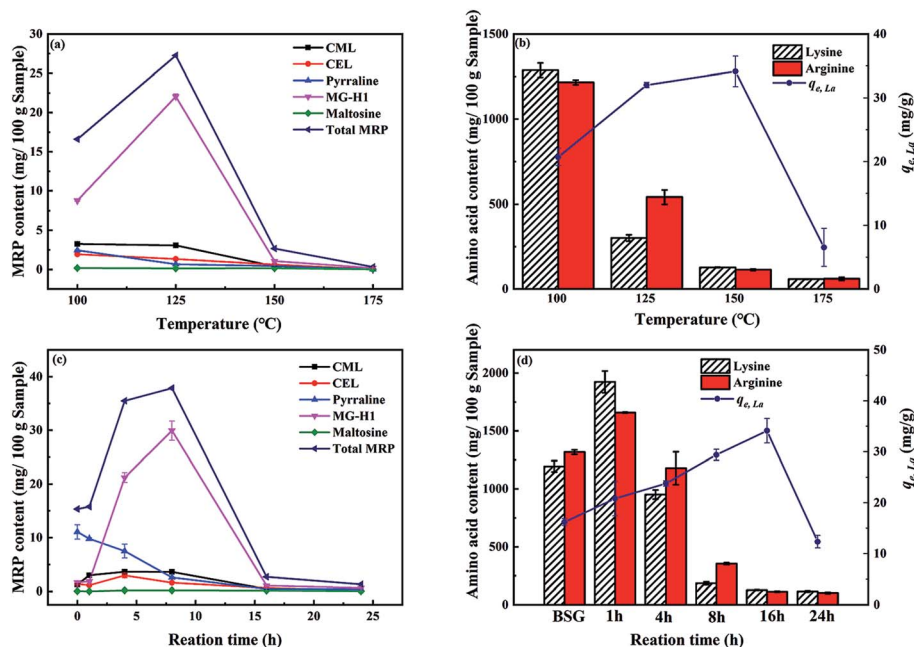 (a)
CML
CEL
Pyrraline
MG-H1
Maltosine
Total MRP
MRP content (mg/ 100 g Sample)
30
25
20
15
10
5
0
100 125 150 175
Temperature (°C)
(b)
Lysine
Arginine
qe, La
Amino acid content (mg/ 100 g Sample)
1500
1000
500
0
40
30
20
10
0
qe, La (mg/g)
100 125 150 175
Temperature (°C)
(c)
CML
CEL
Pyrraline
MG-H1
Maltosine
Total MRP
MRP content (mg/ 100 g Sample)
40
30
20
10
0
0 5 10 15 20 25
Reation time (h)
(d)
Lysine
Arginine
qe, La
Amino acid content (mg/ 100 g Sample)
2000
1500
1000
500
0
50
40
30
20
10
0
qe, La (mg/g)
BSG 1h 4h 8h 16h 24h
Reation time (h)